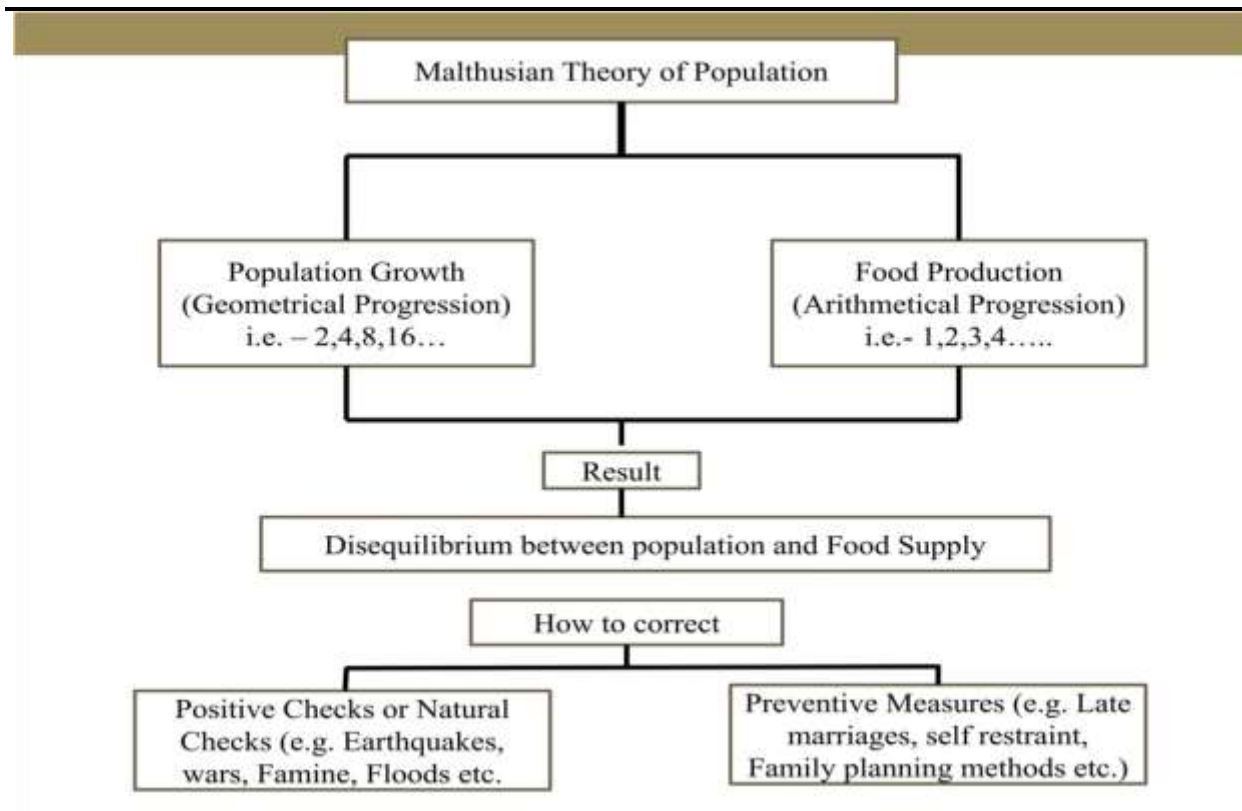 Malthusian Theory of Population
Population Growth
(Geometrical Progression)
i.e. – 2,4,8,16…
Food Production
(Arithmetical Progression)
i.e.- 1,2,3,4…..
Result
Disequilibrium between population and Food Supply
How to correct
Positive Checks or Natural
Checks (e.g. Earthquakes,
wars, Famine, Floods etc.
Preventive Measures (e.g. Late
marriages, self restraint,
Family planning methods etc.)